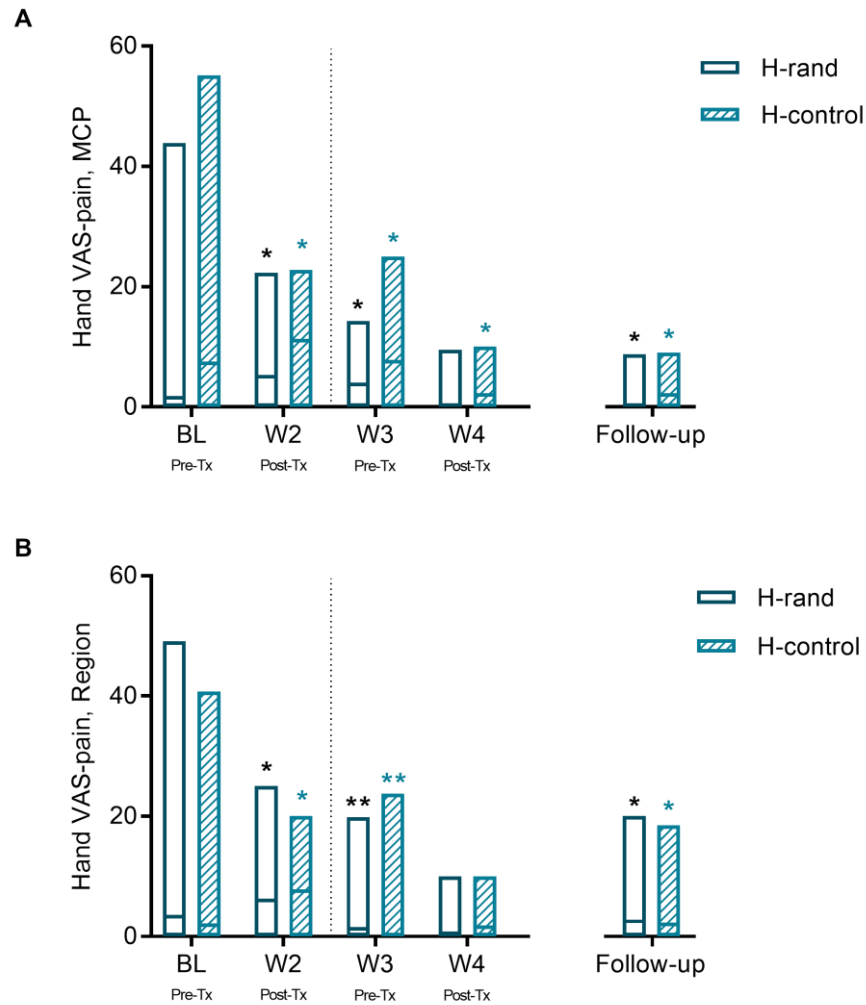 A
60
40
20
0
Hand VAS-pain, MCP
H-rand
H-control
* * * * * * *
BL W2 W3 W4 Follow-up
Pre-Tx Post-Tx Pre-Tx Post-Tx
B
60
40
20
0
Hand VAS-pain, Region
H-rand
H-control
* * ** ** * *
BL W2 W3 W4 Follow-up
Pre-Tx Post-Tx Pre-Tx Post-Tx